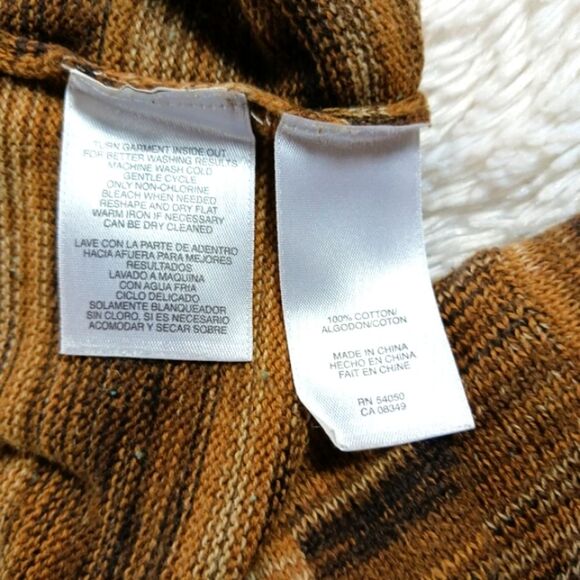 TURN GARMENT INSIDE OUT
FOR BETTER WASHING RESULTS
MACHINE WASH COLD
GENTLE CYCLE
ONLY NON-CHLORINE
BLEACH WHEN NEEDED
RESHAPE AND DRY FLAT
WARM IRON IF NECESSARY
CAN BE DRY CLEANED
LAVE CON LA PARTE DE ADENTRO
HACIA AFUERA PARA MEJORES
RESULTADOS
LAVADO A MAQUINA
CON AGUA FRIA
CICLO DELICADO
SOLAMENTE BLANQUEADOR
SIN CLORO. SI ES NECESARIO
ACOMODAR Y SECAR SOBRE
100% COTTON/
ALGODON/COTON
MADE IN CHINA
HECHO EN CHINA
FAIT EN CHINE
RN 54050
CA 08349